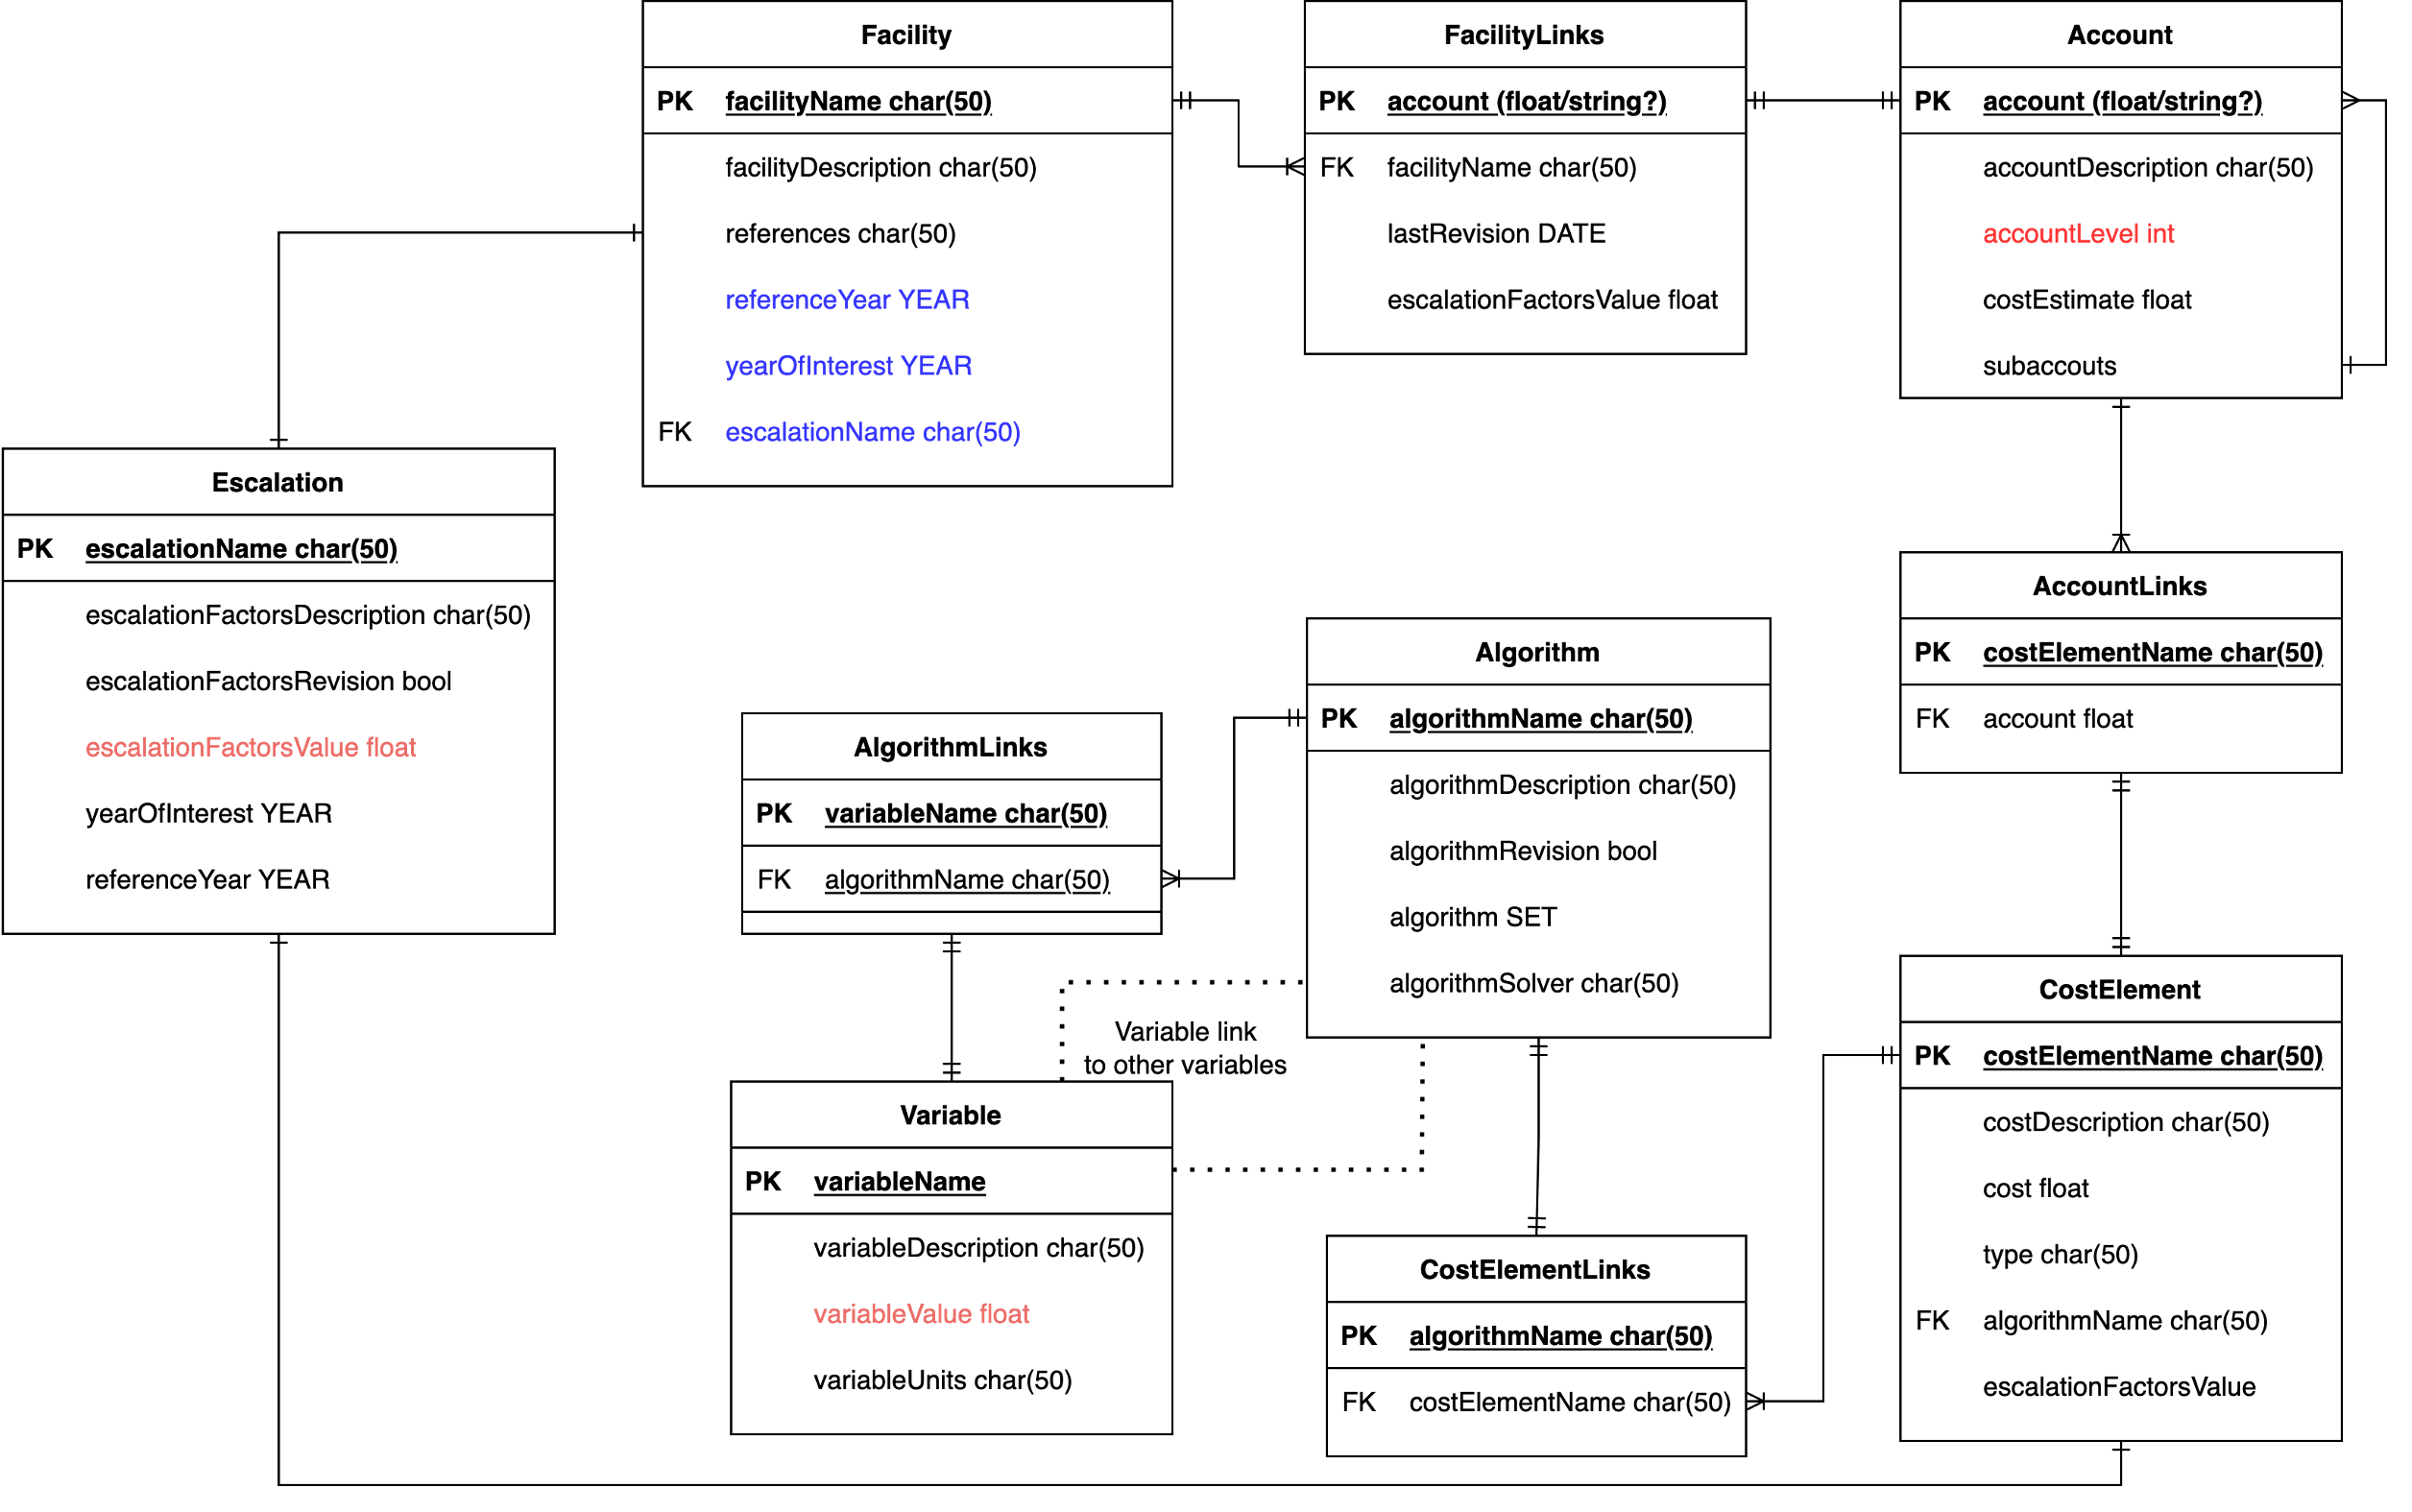 Facility
PK facilityName char(50)
facilityDescription char(50)
references char(50)
referenceYear YEAR
yearOfInterest YEAR
FK escalationName char(50)
FacilityLinks
PK account (float/string?)
FK facilityName char(50)
lastRevision DATE
escalationFactorsValue float
Account
PK account (float/string?)
accountDescription char(50)
accountLevel int
costEstimate float
subaccouts
Escalation
PK escalationName char(50)
escalationFactorsDescription char(50)
escalationFactorsRevision bool
escalationFactorsValue float
yearOfInterest YEAR
referenceYear YEAR
AlgorithmLinks
PK variableName char(50)
FK algorithmName char(50)
Algorithm
PK algorithmName char(50)
algorithmDescription char(50)
algorithmRevision bool
algorithm SET
algorithmSolver char(50)
AccountLinks
PK costElementName char(50)
FK account float
Variable link
to other variables
Variable
PK variableName
variableDescription char(50)
variableValue float
variableUnits char(50)
CostElementLinks
PK algorithmName char(50)
FK costElementName char(50)
CostElement
PK costElementName char(50)
costDescription char(50)
cost float
type char(50)
FK algorithmName char(50)
escalationFactorsValue